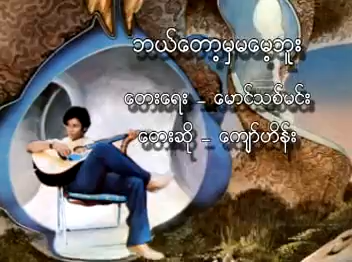 ဘယ်တော့မှမမေ့ဘူး
တေးရေး - မောင်သစ်မင်း
တေးဆို - ကျော်ဟိန်း